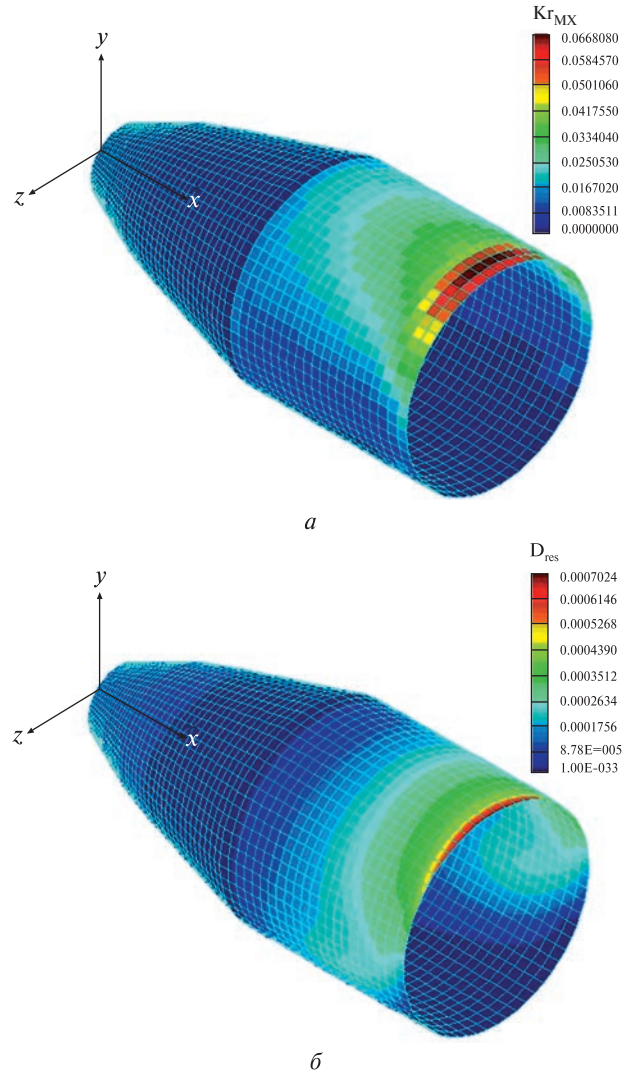 Kr_MX
0.0668080
0.0584570
0.0501060
0.0417550
0.0334040
0.0250530
0.0167020
0.0083511
0.0000000
y
z
x
а
D_res
0.0007024
0.0006146
0.0005268
0.0004390
0.0003512
0.0002634
0.0001756
8.78E=005
1.00E-033
y
z
x
б